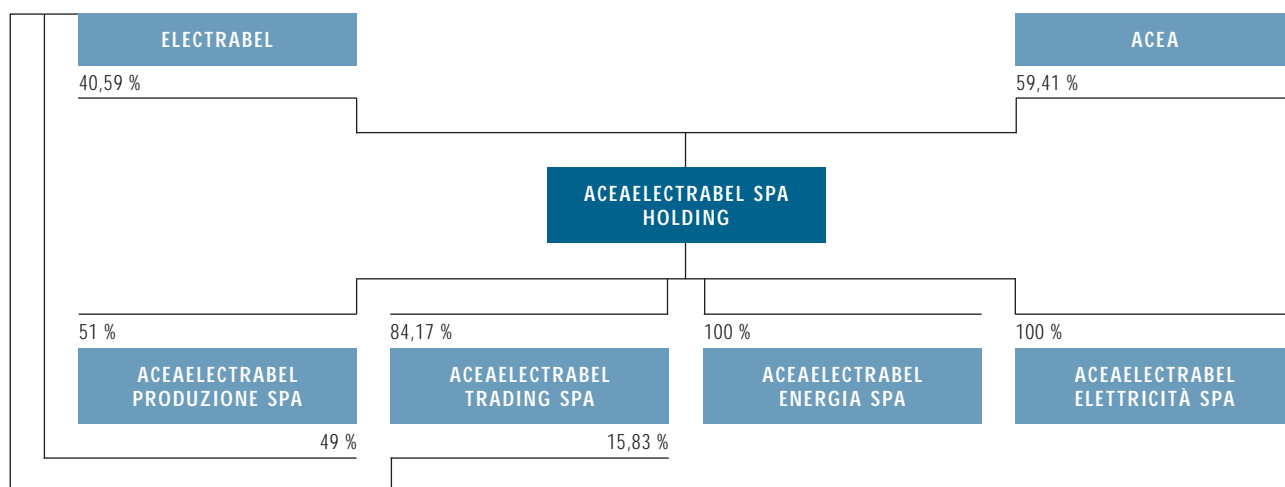 ELECTRABEL
ACEA
40,59 %
59,41 %
ACEAELECTRABEL SPA
HOLDING
51 %
84,17 %
100 %
100 %
ACEAELECTRABEL
PRODUZIONE SPA
ACEAELECTRABEL
TRADING SPA
ACEAELECTRABEL
ENERGIA SPA
ACEAELECTRABEL
ELETTRICITÀ SPA
49 %
15,83 %